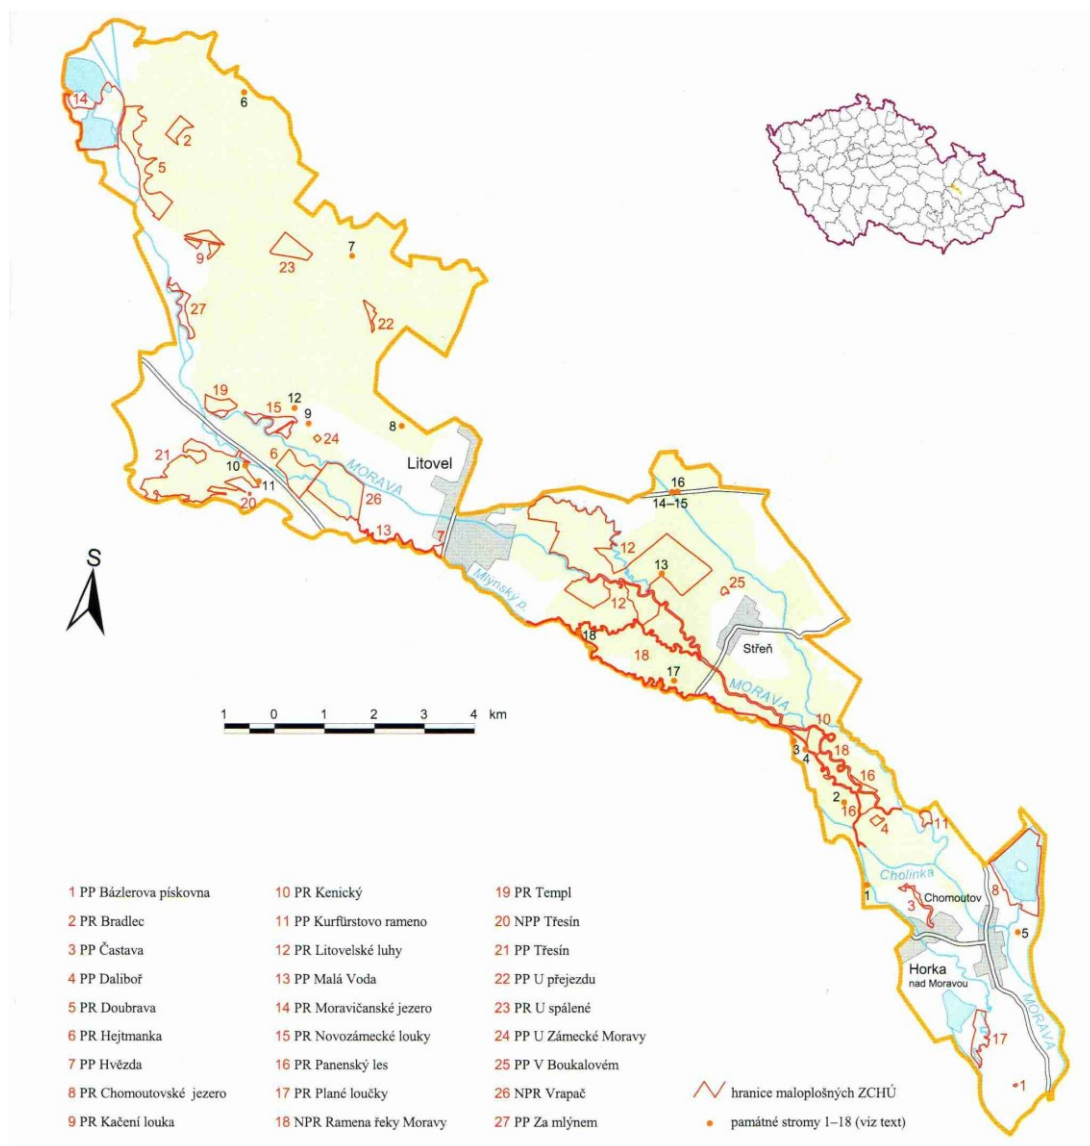 6
14
2
5
7
9
23
27
22
19
12
15
9
8
24
Litovel
21
6
10
MORAVA
11
26
20
16
14–15
13
7
12
13
S
Mlýnský p.
12
25
18
Střeň
18
17
MORAVA
10
3
4
18
16
2
16
4
11
1 0 1 2 3 4 km
Cholinka
1
8
3
Chomoutov
5
Horka
nad Moravou
MORAVA
17
1
1 PP Bázlerova pískovna
2 PR Bradlec
3 PP Častava
4 PP Daliboř
5 PR Doubrava
6 PR Hejtmanka
7 PP Hvězda
8 PR Chomoutovské jezero
9 PR Kačení louka
10 PR Kenický
11 PP Kurfürstovo rameno
12 PR Litovelské luhy
13 PP Malá Voda
14 PR Moravičanské jezero
15 PR Novozámecké louky
16 PR Panenský les
17 PR Plané loučky
18 NPR Ramena řeky Moravy
19 PR Templ
20 NPP Třesín
21 PP Třesín
22 PP U přejezdu
23 PR U spálené
24 PP U Zámecké Moravy
25 PP V Boukalovém
26 NPR Vrapač
27 PP Za mlýnem
hranice maloplošných ZCHÚ
památné stromy 1–18 (viz text)